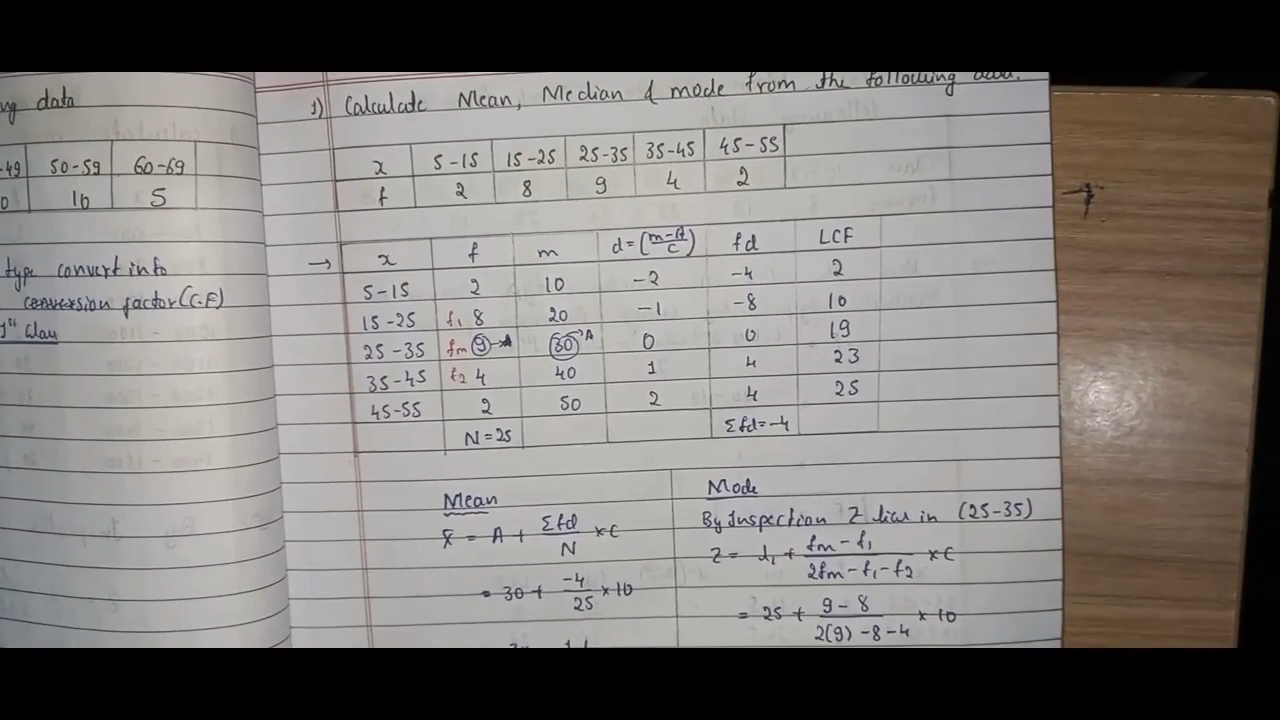 ng data
-49 50-59 60-69
0 10 5
type convert into
conversion factor (C.F)
1st Class
1) Calculate Mean, Median & mode from the following data.
x 5-15 15-25 25-35 35-45 45-55
f 2 8 9 4 2
→ x f m d=(m-A/C) fd LCF
5-15 2 10 -2 -4 2
15-25 f₁ 8 20 -1 -8 10
25-35 fm 9 → A 30 → A 0 0 19
35-45 f₂ 4 40 1 4 23
45-55 2 50 2 4 25
N=25 Σfd=-4
Mean
x̄ = A + Σfd/N ×C
= 30 + -4/25 ×10
Mode
By Inspection Z lies in (25-35)
Z = l₁ + fm-f₁/2fm-f₁-f₂ ×C
= 25 + 9-8/2(9)-8-4 ×10